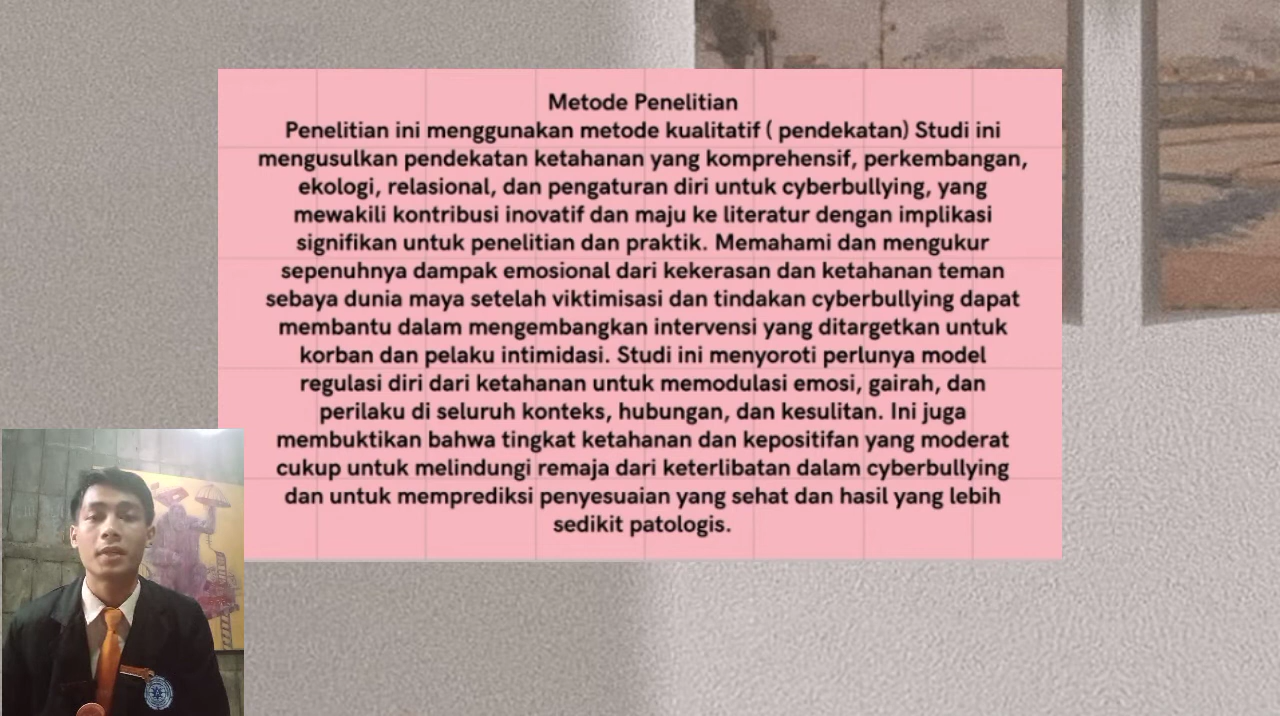 Metode Penelitian
Penelitian ini menggunakan metode kualitatif ( pendekatan) Studi ini
mengusulkan pendekatan ketahanan yang komprehensif, perkembangan,
ekologi, relasional, dan pengaturan diri untuk cyberbullying, yang
mewakili kontribusi inovatif dan maju ke literatur dengan implikasi
signifikan untuk penelitian dan praktik. Memahami dan mengukur
sepenuhnya dampak emosional dari kekerasan dan ketahanan teman
sebaya dunia maya setelah viktimisasi dan tindakan cyberbullying dapat
membantu dalam mengembangkan intervensi yang ditargetkan untuk
korban dan pelaku intimidasi. Studi ini menyoroti perlunya model
regulasi diri dari ketahanan untuk memodulasi emosi, gairah, dan
perilaku di seluruh konteks, hubungan, dan kesulitan. Ini juga
membuktikan bahwa tingkat ketahanan dan kepositifan yang moderat
cukup untuk melindungi remaja dari keterlibatan dalam cyberbullying
dan untuk memprediksi penyesuaian yang sehat dan hasil yang lebih
sedikit patologis.